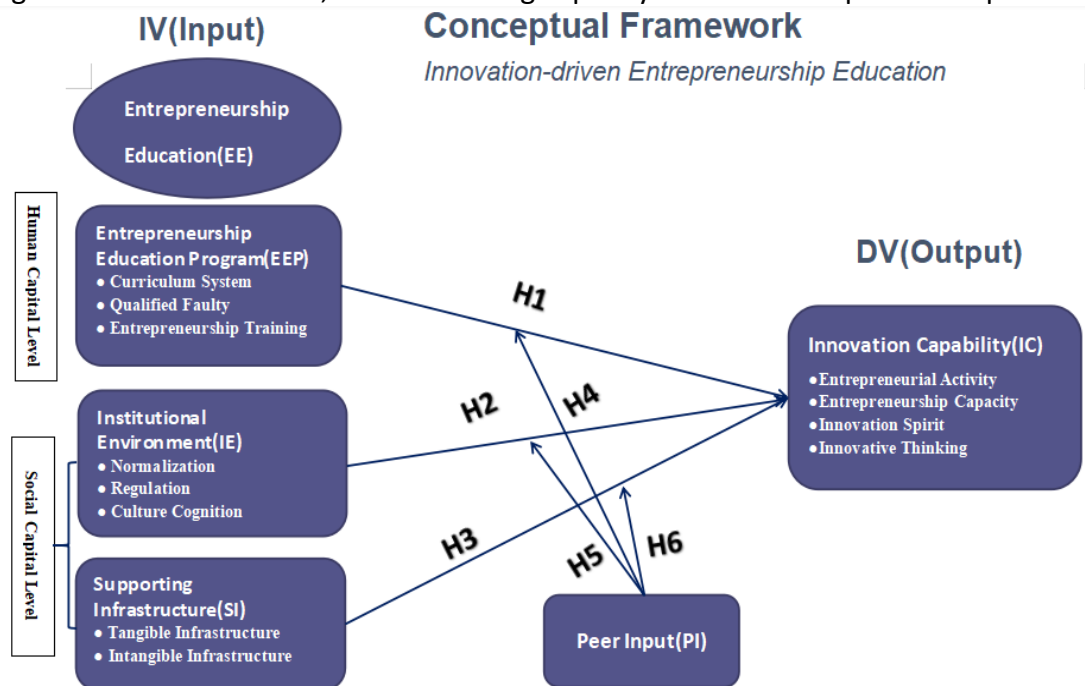 IV(Input)
Conceptual Framework
Innovation-driven Entrepreneurship Education
Entrepreneurship
Education(EE)
Human Capital Level
Entrepreneurship
Education Program(EEP)
● Curriculum System
● Qualified Faulty
● Entrepreneurship Training
H1
DV(Output)
Innovation Capability(IC)
●Entrepreneurial Activity
●Entrepreneurship Capacity
●Innovation Spirit
●Innovative Thinking
H2
H4
Social Capital Level
Institutional
Environment(IE)
● Normalization
● Regulation
● Culture Cognition
H3
H5
H6
Supporting
Infrastructure(SI)
● Tangible Infrastructure
● Intangible Infrastructure
Peer Input(PI)